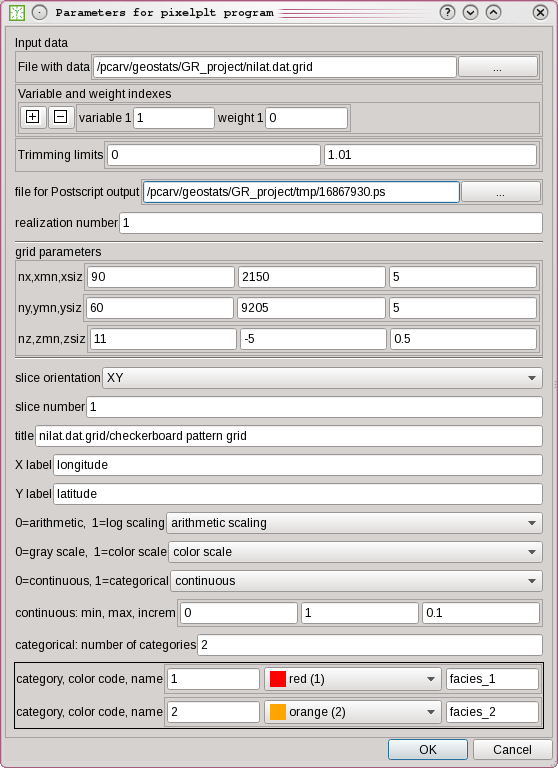 Parameters for pixelplt program
Input data
File with data /pcarv/geostats/GR_project/nilat.dat.grid ...
Variable and weight indexes
+ − variable 1 1 weight 1 0
Trimming limits 0 1.01
file for Postscript output /pcarv/geostats/GR_project/tmp/16867930.ps ...
realization number 1
grid parameters
nx,xmn,xsiz 90 2150 5
ny,ymn,ysiz 60 9205 5
nz,zmn,zsiz 11 -5 0.5
slice orientation XY
slice number 1
title nilat.dat.grid/checkerboard pattern grid
X label longitude
Y label latitude
0=arithmetic, 1=log scaling arithmetic scaling
0=gray scale, 1=color scale color scale
0=continuous, 1=categorical continuous
continuous: min, max, increm 0 1 0.1
categorical: number of categories 2
category, color code, name 1 red (1) facies_1
category, color code, name 2 orange (2) facies_2
OK Cancel